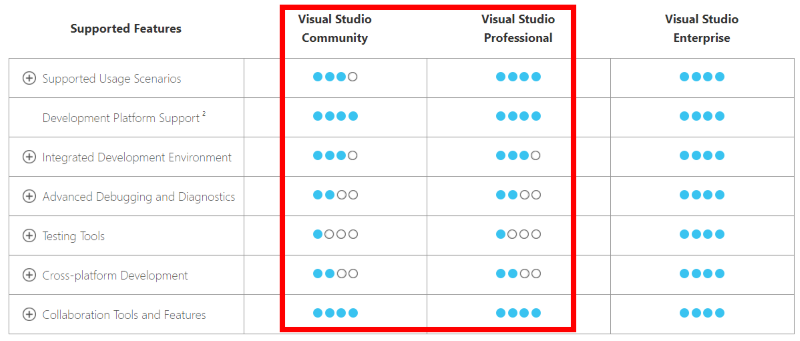 Supported Features
Visual Studio
Community
Visual Studio
Professional
Visual Studio
Enterprise
Supported Usage Scenarios
Development Platform Support ²
Integrated Development Environment
Advanced Debugging and Diagnostics
Testing Tools
Cross-platform Development
Collaboration Tools and Features